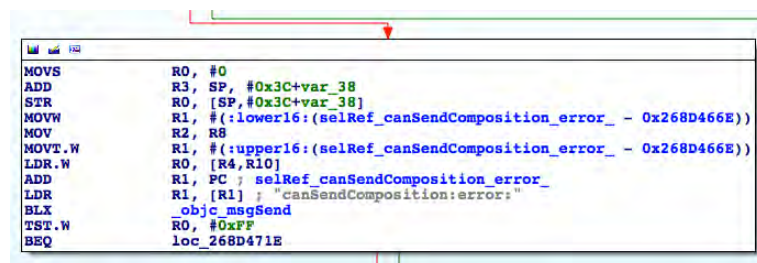 MOVS R0, #0
ADD R3, SP, #0x3C+var_38
STR R0, [SP,#0x3C+var_38]
MOVW R1, #(:lower16:(selRef_canSendComposition_error_ - 0x268D466E))
MOV R2, R8
MOVT.W R1, #(:upper16:(selRef_canSendComposition_error_ - 0x268D466E))
LDR.W R0, [R4,R10]
ADD R1, PC ; selRef_canSendComposition_error_
LDR R1, [R1] ; "canSendComposition:error:"
BLX _objc_msgSend
TST.W R0, #0xFF
BEQ loc_268D471E